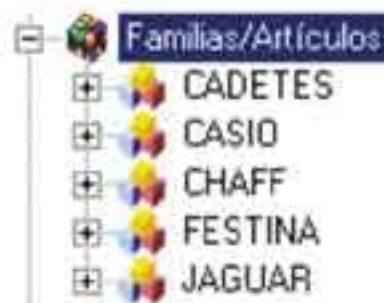 Familias/Artículos
CADETES
CASIO
CHAFF
FESTINA
JAGUAR